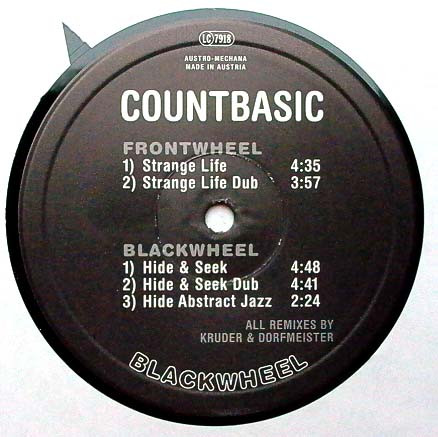 LC 7918
AUSTRO-MECHANA
MADE IN AUSTRIA
COUNTBASIC
FRONTWHEEL
1) Strange Life 4:35
2) Strange Life Dub 3:57
BLACKWHEEL
1) Hide & Seek 4:48
2) Hide & Seek Dub 4:41
3) Hide Abstract Jazz 2:24
ALL REMIXES BY
KRUDER & DORFMEISTER
BLACKWHEEL